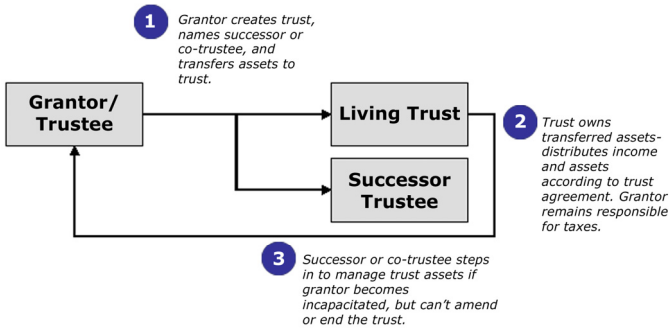 1
Grantor creates trust,
names successor or
co-trustee, and
transfers assets to
trust.
Grantor/
Trustee
Living Trust
Successor
Trustee
2
Trust owns
transferred assets-
distributes income
and assets
according to trust
agreement. Grantor
remains responsible
for taxes.
3
Successor or co-trustee steps
in to manage trust assets if
grantor becomes
incapacitated, but can't amend
or end the trust.